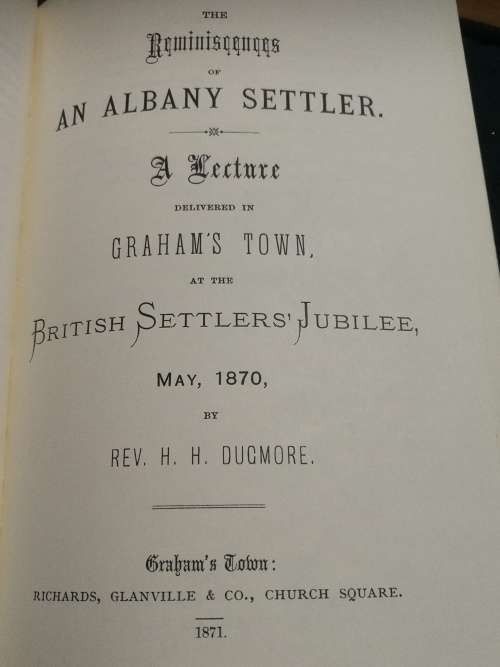 THE
Reminiscences
OF
AN ALBANY SETTLER.
A Lecture
DELIVERED IN
GRAHAM'S TOWN,
AT THE
BRITISH SETTLERS' JUBILEE,
MAY, 1870,
BY
REV. H. H. DUGMORE.
Graham's Town:
RICHARDS, GLANVILLE & CO., CHURCH SQUARE.
1871.